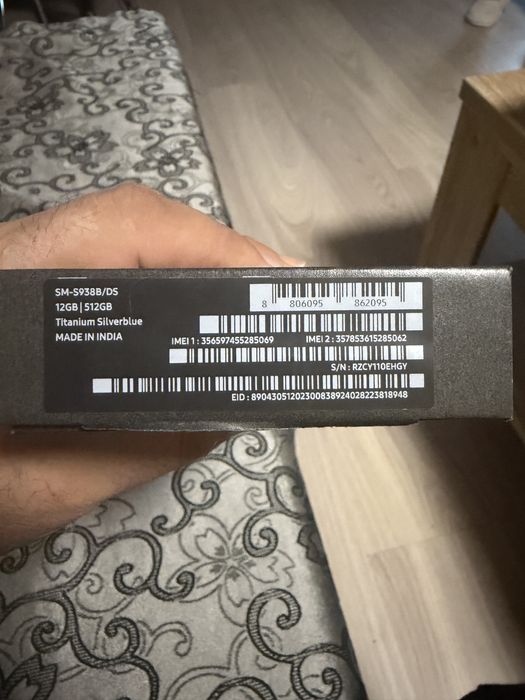 SM-S938B/DS
12GB | 512GB
Titanium Silverblue
MADE IN INDIA
8 806095 862095
IMEI 1 : 356597455285069 IMEI 2 : 357853615285062
S/N : RZCY110EHGY
EID : 89043051202300838924028223818948